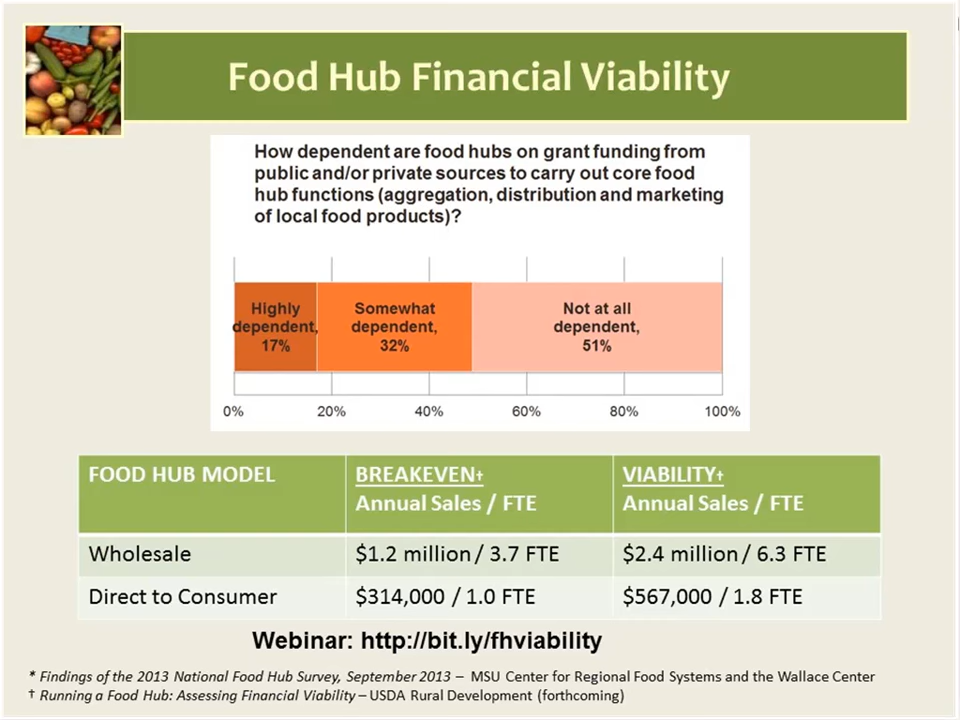 Food Hub Financial Viability
How dependent are food hubs on grant funding from
public and/or private sources to carry out core food
hub functions (aggregation, distribution and marketing
of local food products)?
Highly
dependent,
17%
Somewhat
dependent,
32%
Not at all
dependent,
51%
0% 20% 40% 60% 80% 100%
FOOD HUB MODEL BREAKEVEN† VIABILITY†
Annual Sales / FTE Annual Sales / FTE
Wholesale $1.2 million / 3.7 FTE $2.4 million / 6.3 FTE
Direct to Consumer $314,000 / 1.0 FTE $567,000 / 1.8 FTE
Webinar: http://bit.ly/fhviability
* Findings of the 2013 National Food Hub Survey, September 2013 – MSU Center for Regional Food Systems and the Wallace Center
† Running a Food Hub: Assessing Financial Viability – USDA Rural Development (forthcoming)